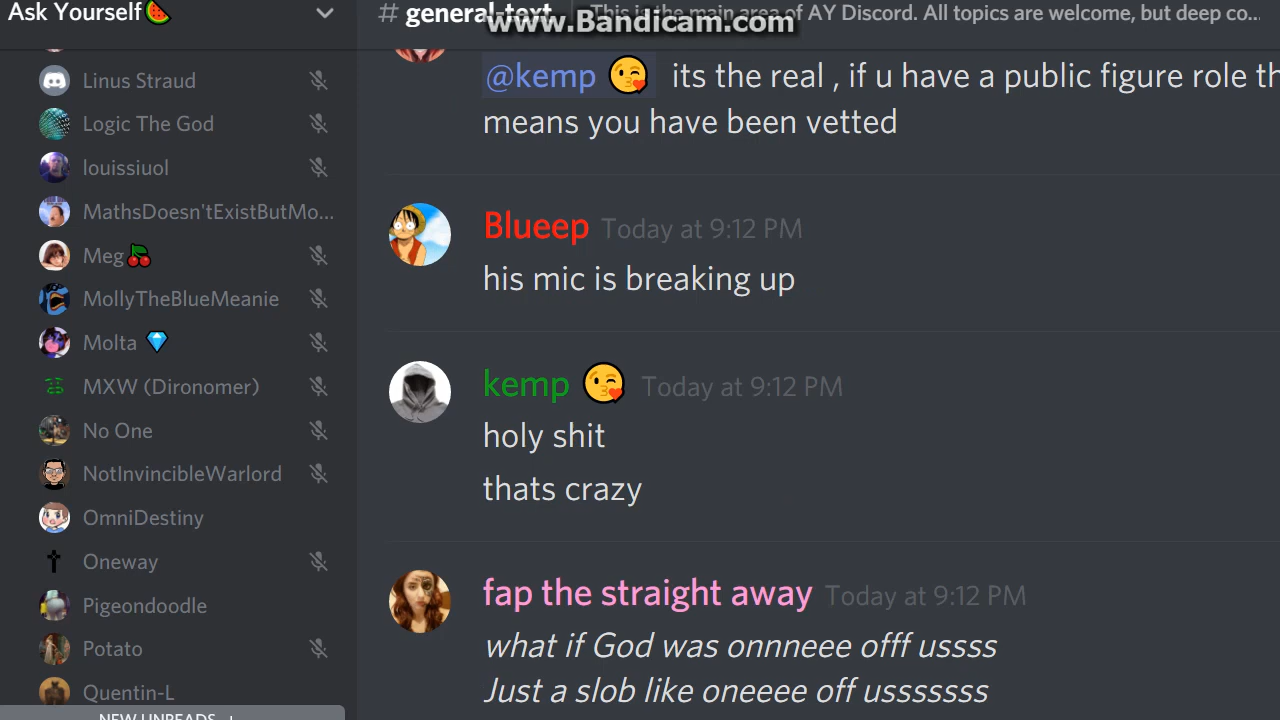 Ask Yourself🍉
Linus Straud
Logic The God
louissiuol
MathsDoesn'tExistButMo...
Meg🍒
MollyTheBlueMeanie
Molta 💎
MXW (Dironomer)
No One
NotInvincibleWarlord
OmniDestiny
Oneway
Pigeondoodle
Potato
Quentin-L
NEW UNREADS ↓
# general-text
This is the main area of AY Discord. All topics are welcome, but deep co...
www.Bandicam.com
@kemp 😘 its the real , if u have a public figure role th
means you have been vetted
Blueep Today at 9:12 PM
his mic is breaking up
kemp 😘 Today at 9:12 PM
holy shit
thats crazy
fap the straight away Today at 9:12 PM
what if God was onnneee offf ussss
Just a slob like oneeee off usssssss